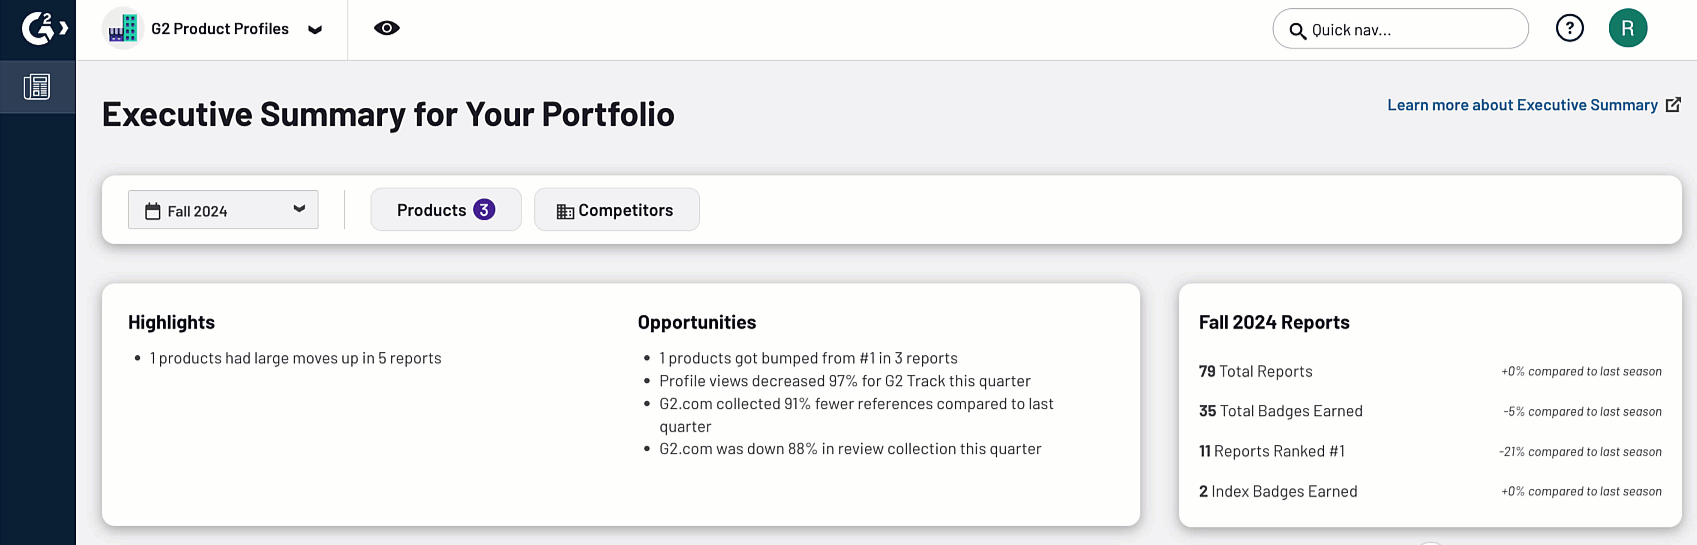 G2
G2 Product Profiles
Quick nav...
?
R
Executive Summary for Your Portfolio
Learn more about Executive Summary
Fall 2024
Products 3
Competitors
Highlights
• 1 products had large moves up in 5 reports
Opportunities
• 1 products got bumped from #1 in 3 reports
• Profile views decreased 97% for G2 Track this quarter
• G2.com collected 91% fewer references compared to last
quarter
• G2.com was down 88% in review collection this quarter
Fall 2024 Reports
79 Total Reports +0% compared to last season
35 Total Badges Earned -5% compared to last season
11 Reports Ranked #1 -21% compared to last season
2 Index Badges Earned +0% compared to last season